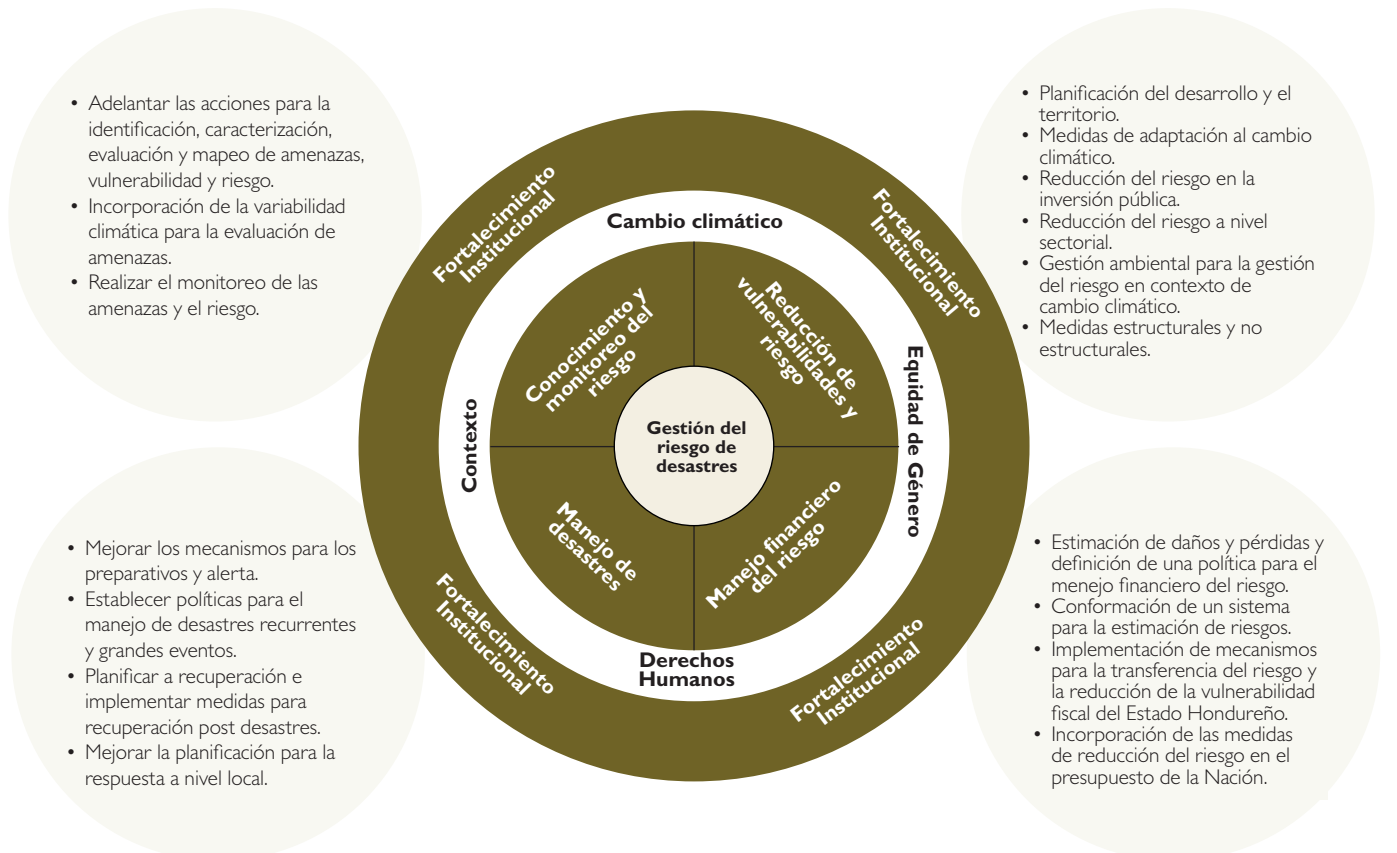 • Adelantar las acciones para la
identificación, caracterización,
evaluación y mapeo de amenazas,
vulnerabilidad y riesgo.
• Incorporación de la variabilidad
climática para la evaluación de
amenazas.
• Realizar el monitoreo de las
amenazas y el riesgo.
• Planificación del desarrollo y el
territorio.
• Medidas de adaptación al cambio
climático.
• Reducción del riesgo en la
inversión pública.
• Reducción del riesgo a nivel
sectorial.
• Gestión ambiental para la gestión
del riesgo en contexto de
cambio climático.
• Medidas estructurales y no
estructurales.
Fortalecimiento
Institucional
Fortalecimiento
Institucional
Cambio climático
Conocimiento y
monitoreo del
riesgo
Reducción de
vulnerabilidades y
riesgo
Contexto
Gestión del
riesgo de
desastres
Equidad de Género
Manejo de
desastres
Manejo financiero
del riesgo
Derechos
Humanos
Fortalecimiento
Institucional
Fortalecimiento
Institucional
• Mejorar los mecanismos para los
preparativos y alerta.
• Establecer políticas para el
manejo de desastres recurrentes
y grandes eventos.
• Planificar a recuperación e
implementar medidas para
recuperación post desastres.
• Mejorar la planificación para la
respuesta a nivel local.
• Estimación de daños y pérdidas y
definición de una política para el
menejo financiero del riesgo.
• Conformación de un sistema
para la estimación de riesgos.
• Implementación de mecanismos
para la transferencia del riesgo y
la reducción de la vulnerabilidad
fiscal del Estado Hondureño.
• Incorporación de las medidas
de reducción del riesgo en el
presupuesto de la Nación.